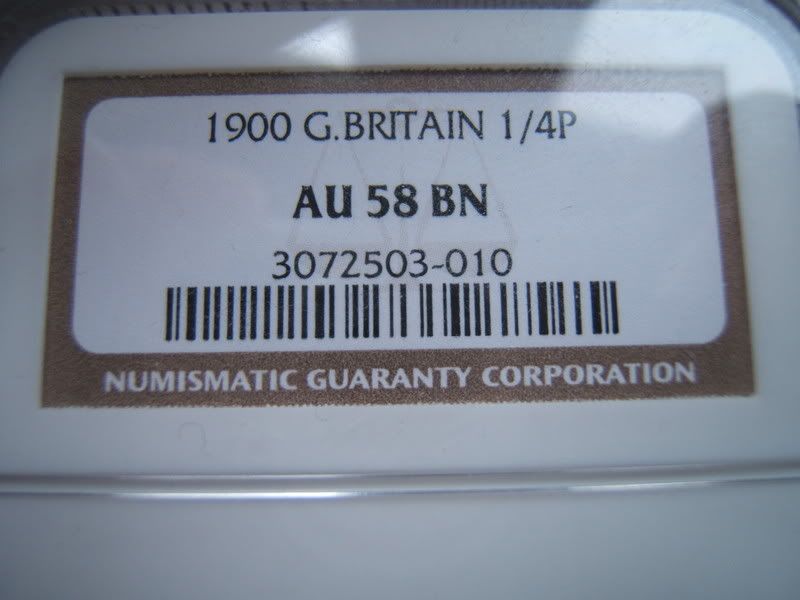 1900 G.BRITAIN 1/4P
AU 58 BN
3072503-010
NUMISMATIC GUARANTY CORPORATION